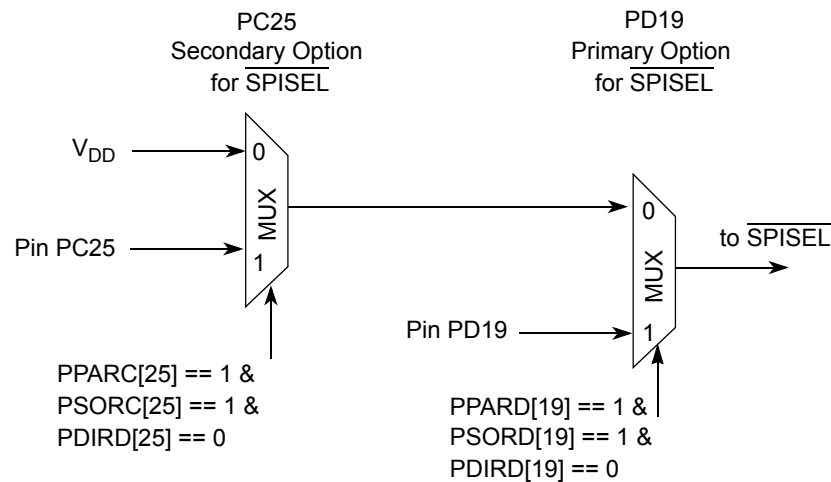 PC25
Secondary Option
for SPISEL
PD19
Primary Option
for SPISEL
VDD
0
MUX
Pin PC25
1
0
MUX
to SPISEL
Pin PD19
1
PPARC[25] == 1 &
PSORC[25] == 1 &
PDIRD[25] == 0
PPARD[19] == 1 &
PSORD[19] == 1 &
PDIRD[19] == 0